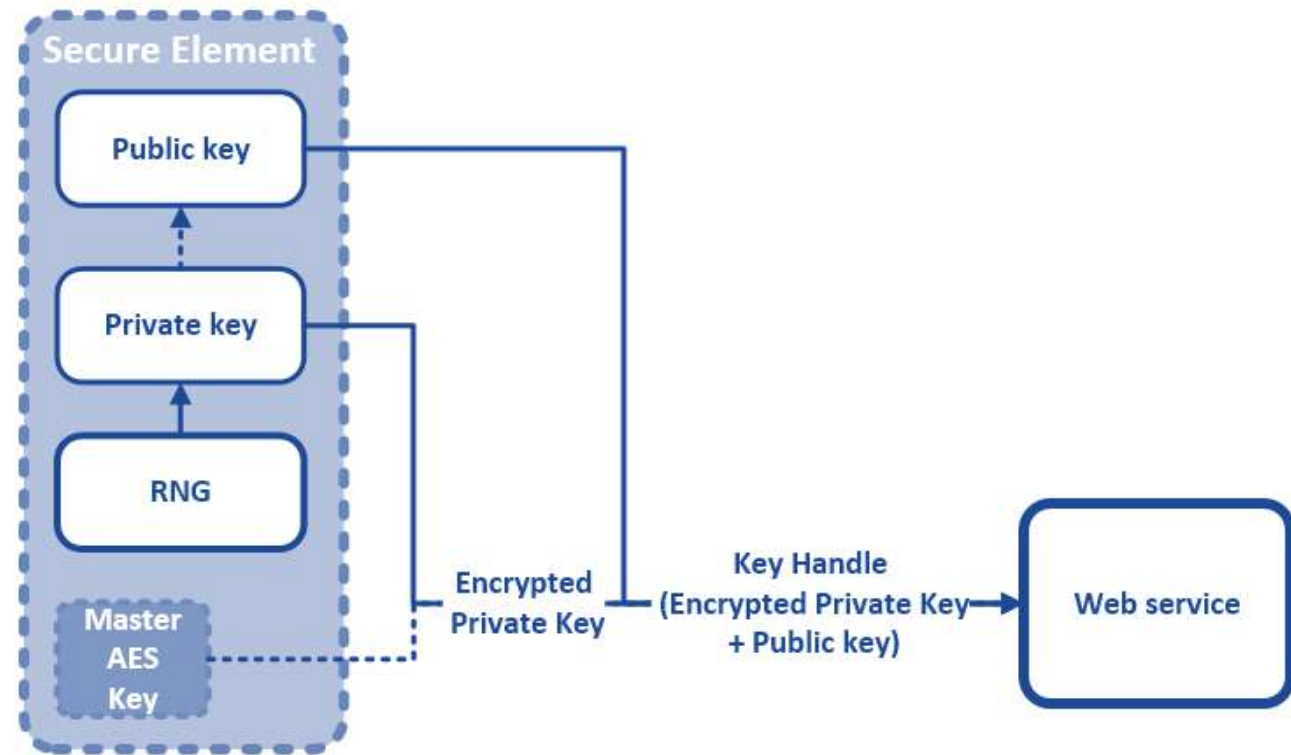 Secure Element
Public key
Private key
RNG
Master
AES
Key
Encrypted
Private Key
Key Handle
(Encrypted Private Key
+ Public key)
Web service